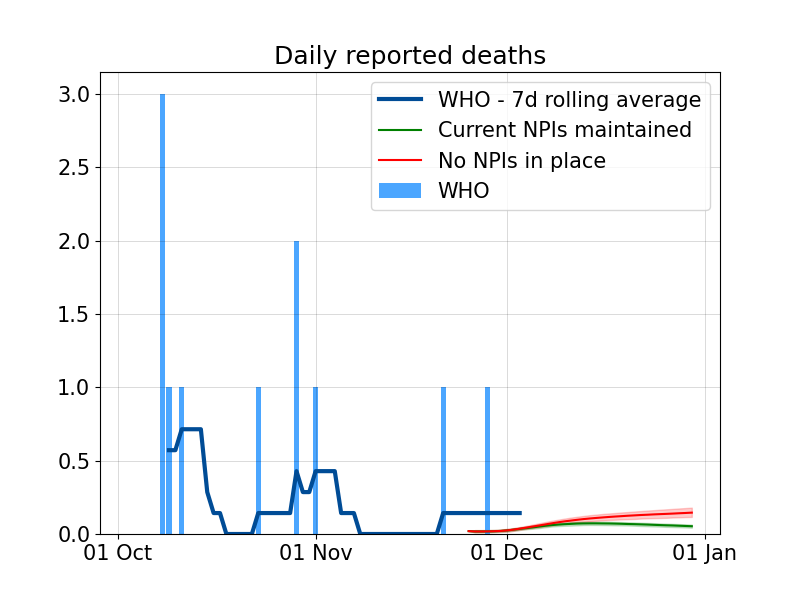 Daily reported deaths
WHO - 7d rolling average
Current NPIs maintained
No NPIs in place
WHO
3.0
2.5
2.0
1.5
1.0
0.5
0.0
01 Oct
01 Nov
01 Dec
01 Jan